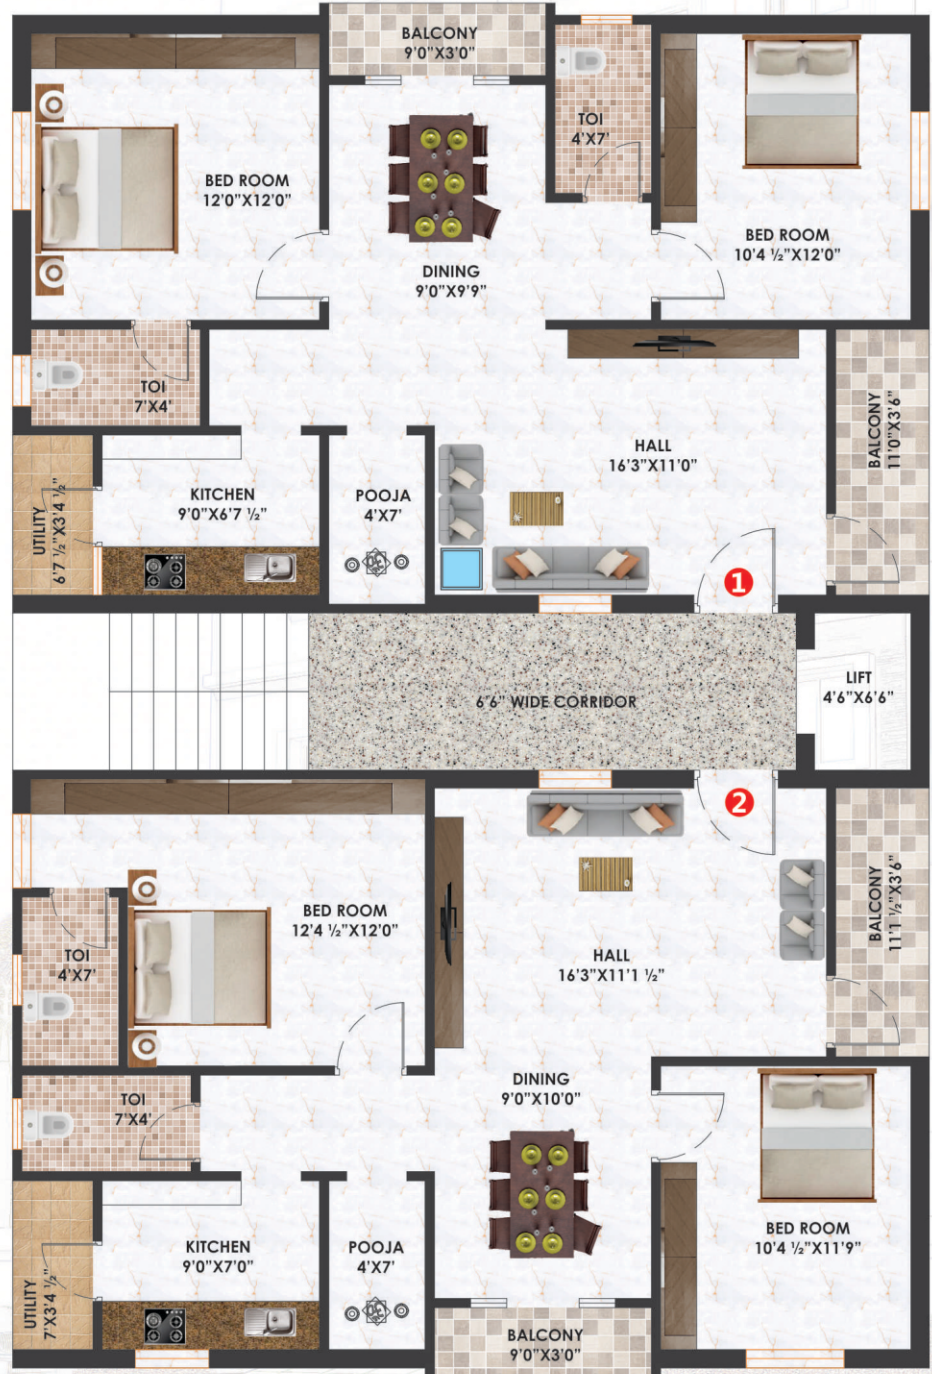 BALCONY
9'0"X3'0"
TOI
4'X7'
BED ROOM
12'0"X12'0"
BED ROOM
10'4 ½"X12'0"
DINING
9'0"X9'9"
TOI
7'X4'
HALL
16'3"X11'0"
BALCONY
11'0"X3'6"
KITCHEN
9'0"X6'7 ½"
POOJA
4'X7'
UTILITY
6'7 ½"X3'4 ½"
1
6'6" WIDE CORRIDOR
LIFT
4'6"X6'6"
2
BED ROOM
12'4 ½"X12'0"
TOI
4'X7'
HALL
16'3"X11'1 ½"
BALCONY
11'1 ½"X3'6"
TOI
7'X4'
DINING
9'0"X10'0"
KITCHEN
9'0"X7'0"
POOJA
4'X7'
BED ROOM
10'4 ½"X11'9"
UTILITY
7'X3'4 ½"
BALCONY
9'0"X3'0"